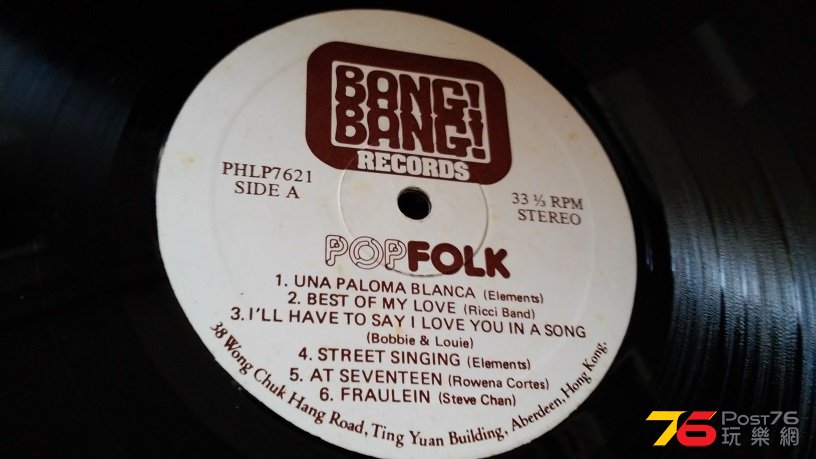 BANG!
BANG!
RECORDS
PHLP7621
SIDE A
33 ⅓ RPM
STEREO
POPFOLK
1. UNA PALOMA BLANCA (Elements)
2. BEST OF MY LOVE (Ricci Band)
3. I'LL HAVE TO SAY I LOVE YOU IN A SONG
(Bobbie & Louie)
4. STREET SINGING (Elements)
5. AT SEVENTEEN (Rowena Cortes)
6. FRAULEIN (Steve Chan)
38 Wong Chuk Hang Road, Ting Yuan Building, Aberdeen, Hong Kong.
76 Post76
玩樂網